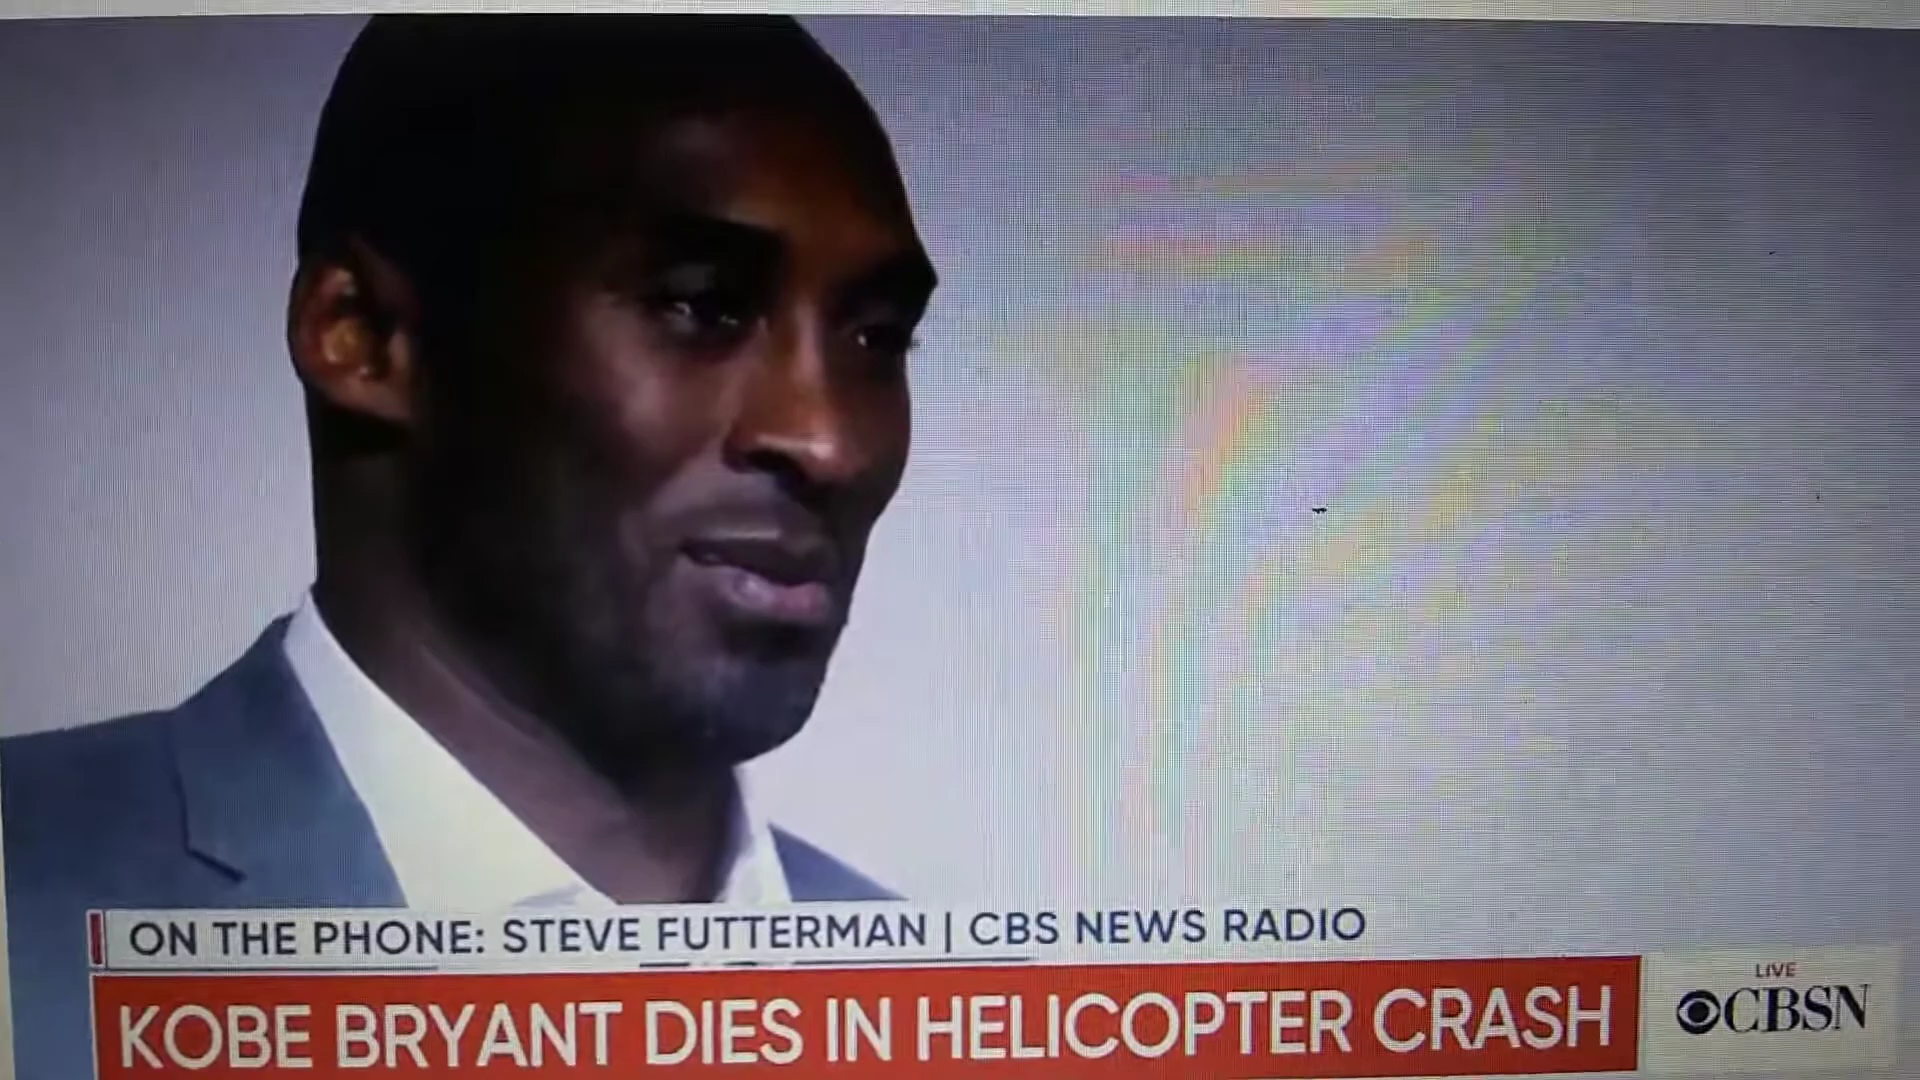 ON THE PHONE: STEVE FUTTERMAN | CBS NEWS RADIO
KOBE BRYANT DIES IN HELICOPTER CRASH
LIVE
CBSN